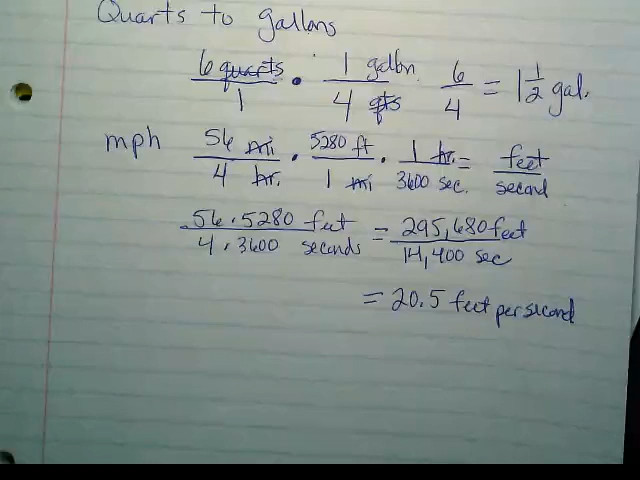 Quarts to gallons
6 quarts / 1 · 1 gallon / 4 qts 6/4 = 1 1/2 gal.
mph 56 mi / 4 hr. · 5280 ft / 1 mi · 1 hr. / 3600 sec. = feet / second
56 · 5280 feet / 4 · 3600 seconds = 295,680 feet / 14,400 sec
= 20.5 feet per second